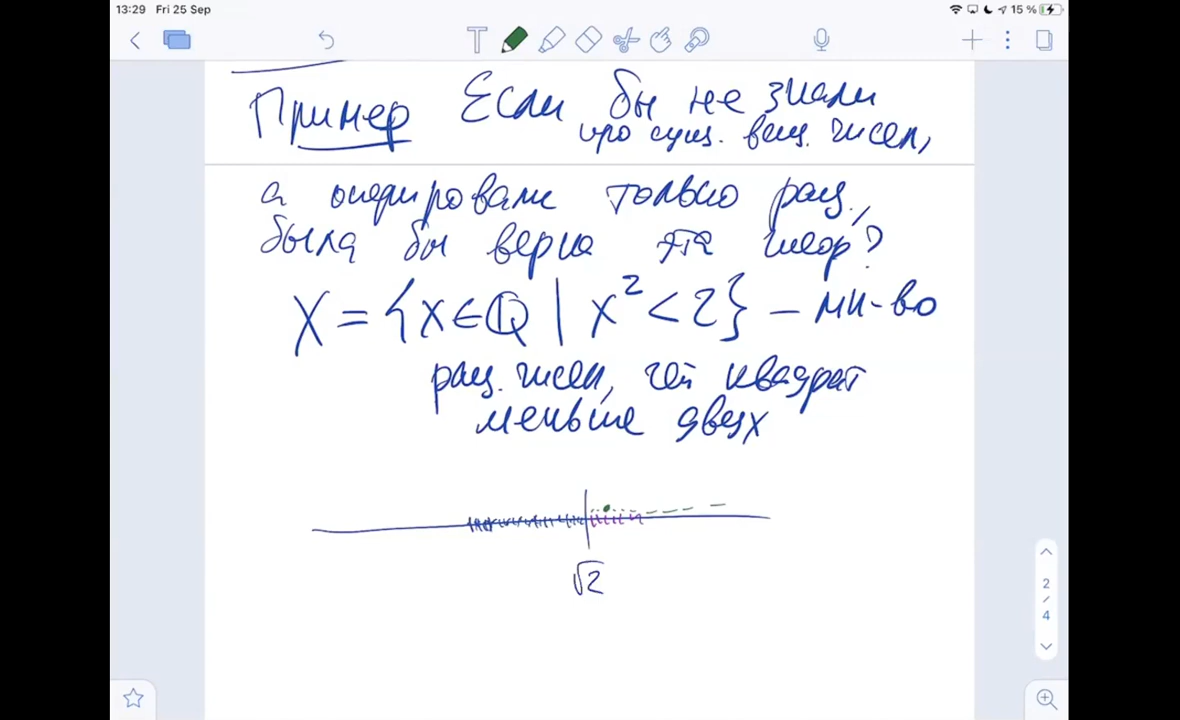 13:29 Fri 25 Sep 15 %
T
Пример Если бы не знали
про сущ. вещ. чисел,
а оперировали только рац.,
была бы верна эта теор?
X = {x ∈ ℚ | x² < 2} – мн-во
рац. чисел, чей квадрат
меньше двух
√2
2
/
4